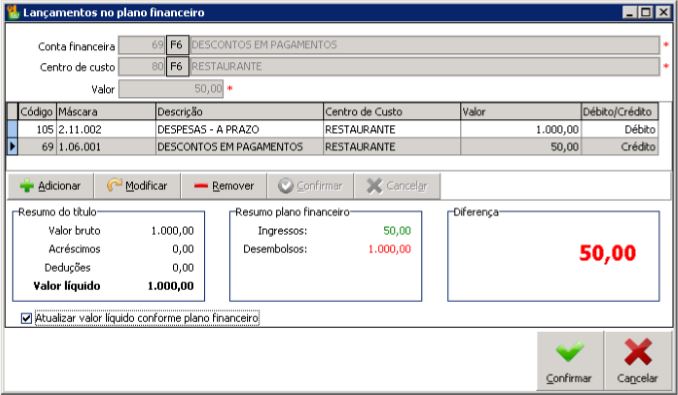 Lançamentos no plano financeiro
Conta financeira 69 F6 DESCONTOS EM PAGAMENTOS *
Centro de custo 80 F6 RESTAURANTE *
Valor 50,00 *
Código Máscara Descrição Centro de Custo Valor Débito/Crédito
105 2.11.002 DESPESAS - A PRAZO RESTAURANTE 1.000,00 Débito
69 1.06.001 DESCONTOS EM PAGAMENTOS RESTAURANTE 50,00 Crédito
Adicionar Modificar Remover Confirmar Cancelar
Resumo do título Resumo plano financeiro Diferença
Valor bruto 1.000,00 Ingressos: 50,00
Acréscimos 0,00 Desembolsos: 1.000,00 50,00
Deduções 0,00
Valor líquido 1.000,00
Atualizar valor líquido conforme plano financeiro
Confirmar Cancelar